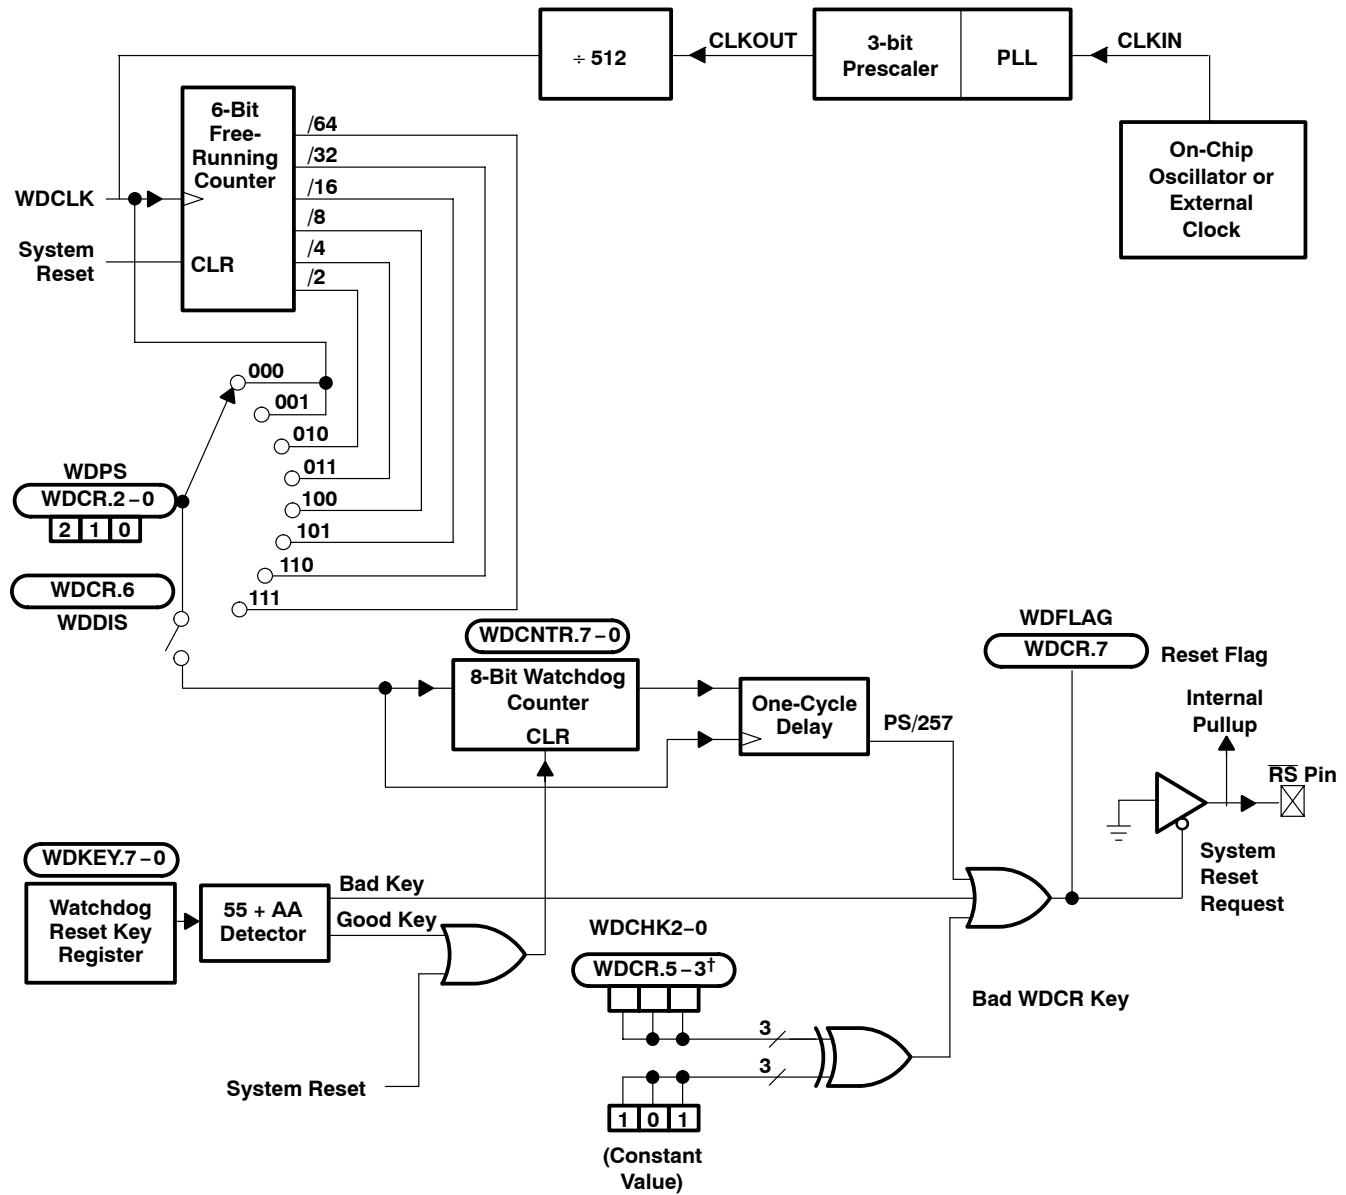 ÷ 512
CLKOUT
3-bit
Prescaler
PLL
CLKIN
On-Chip
Oscillator or
External
Clock
6-Bit
Free-
Running
Counter
CLR
/64
/32
/16
/8
/4
/2
WDCLK
System
Reset
000
001
010
011
100
101
110
111
WDPS
WDCR.2–0
2 1 0
WDCR.6
WDDIS
WDCNTR.7–0
8-Bit Watchdog
Counter
CLR
One-Cycle
Delay
PS/257
WDFLAG
WDCR.7
Reset Flag
Internal
Pullup
R̅S̅ Pin
System
Reset
Request
WDKEY.7–0
Watchdog
Reset Key
Register
55 + AA
Detector
Bad Key
Good Key
System Reset
WDCHK2–0
WDCR.5–3†
3
3
1 0 1
(Constant
Value)
Bad WDCR Key